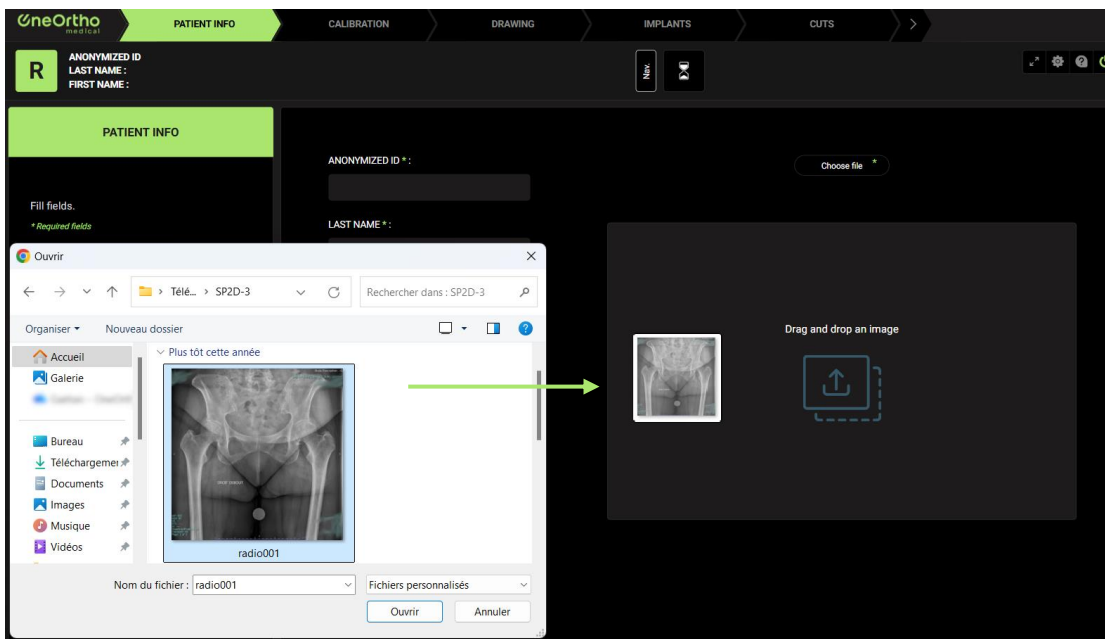 OneOrtho
medical
PATIENT INFO
CALIBRATION
DRAWING
IMPLANTS
CUTS
R
ANONYMIZED ID
LAST NAME :
FIRST NAME :
Nav.
PATIENT INFO
Fill fields.
* Required fields
ANONYMIZED ID * :
LAST NAME * :
Choose file *
Drag and drop an image
Ouvrir
Télé... > SP2D-3
Rechercher dans : SP2D-3
Organiser
Nouveau dossier
Accueil
Galerie
Bureau
Téléchargemer
Documents
Images
Musique
Vidéos
Plus tôt cette année
radio001
Nom du fichier : radio001
Fichiers personnalisés
Ouvrir
Annuler